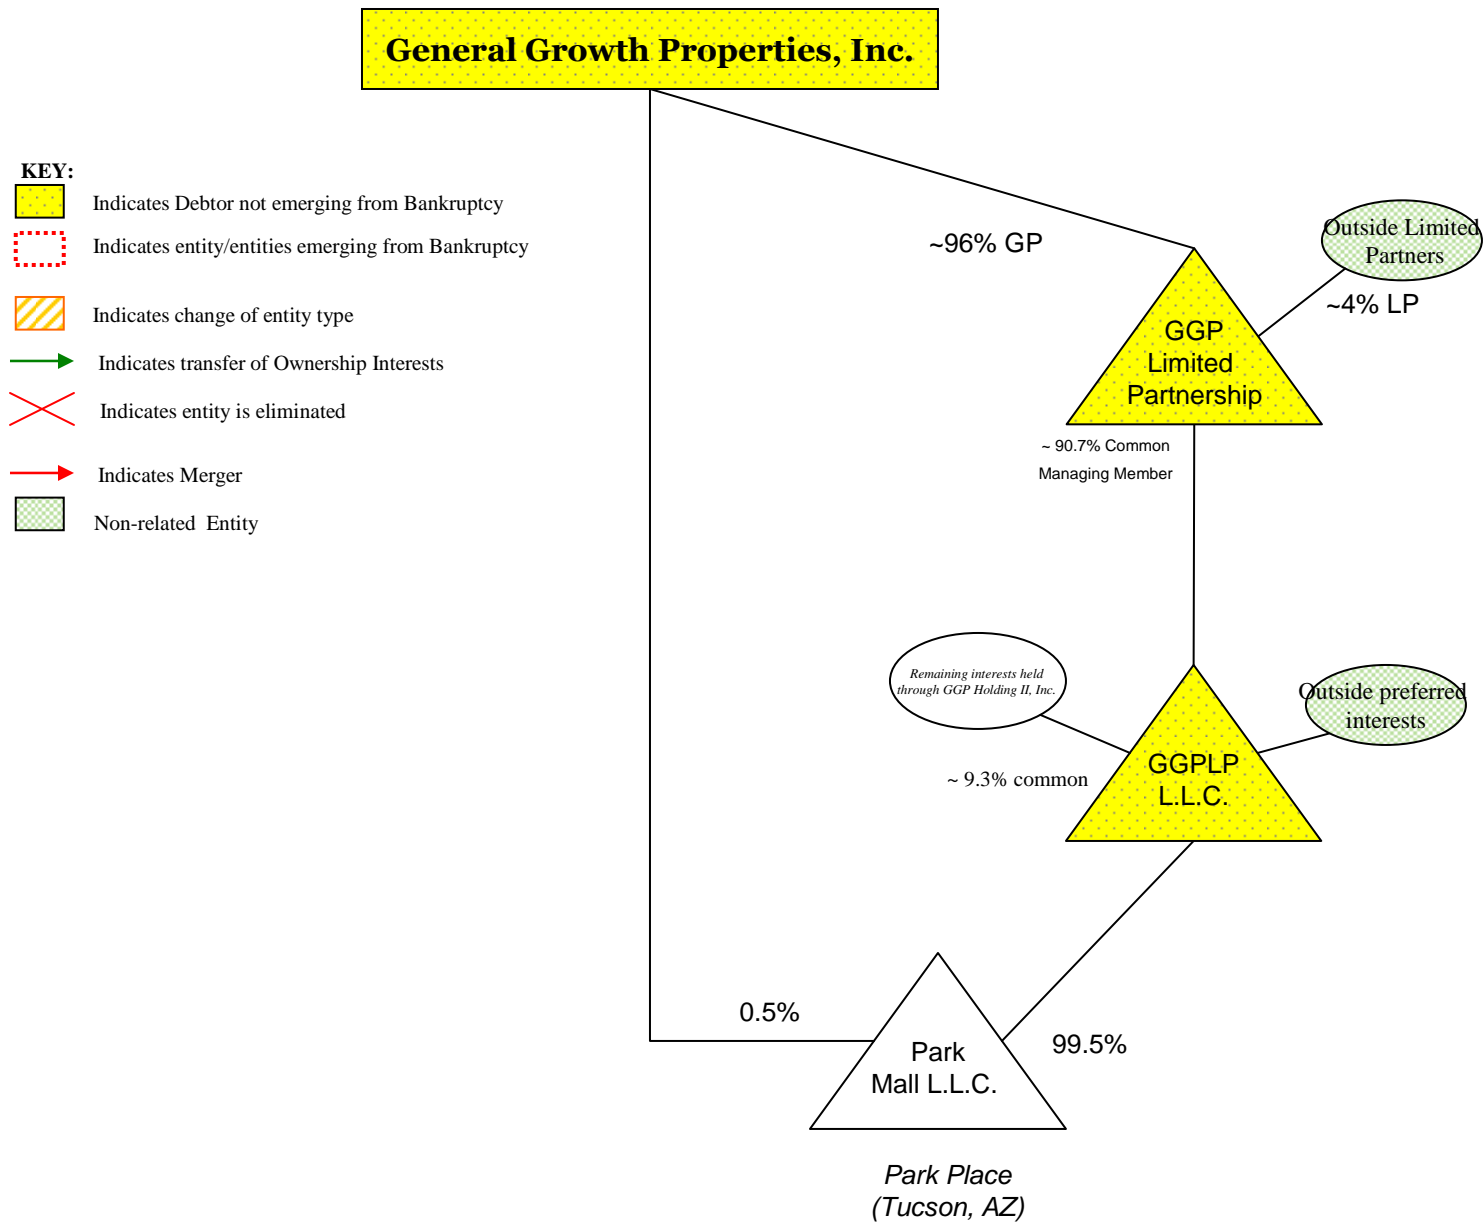 General Growth Properties, Inc.
KEY:
Indicates Debtor not emerging from Bankruptcy
Indicates entity/entities emerging from Bankruptcy
Indicates change of entity type
Indicates transfer of Ownership Interests
Indicates entity is eliminated
Indicates Merger
Non-related Entity
~96% GP
Outside Limited
Partners
~4% LP
GGP
Limited
Partnership
~ 90.7% Common
Managing Member
Remaining interests held
through GGP Holding II, Inc.
~ 9.3% common
Outside preferred
interests
GGPLP
L.L.C.
0.5%
99.5%
Park
Mall L.L.C.
Park Place
(Tucson, AZ)